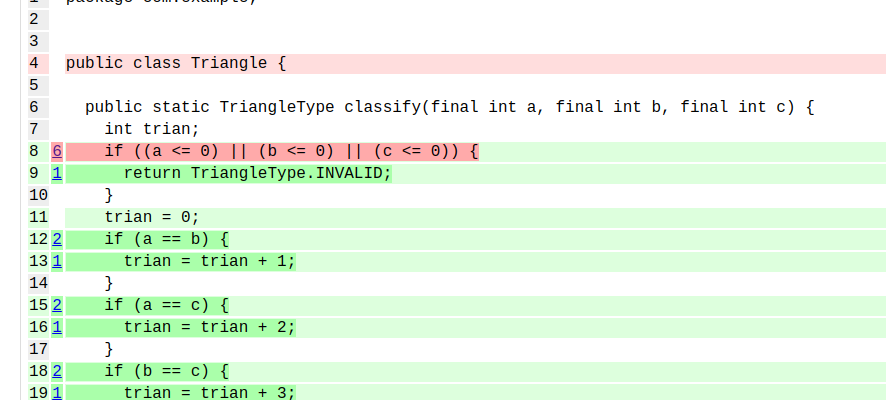 1 package com.example;
2
3
4 public class Triangle {
5
6 public static TriangleType classify(final int a, final int b, final int c) {
7 int trian;
8 6 if ((a <= 0) || (b <= 0) || (c <= 0)) {
9 1 return TriangleType.INVALID;
10 }
11 trian = 0;
12 2 if (a == b) {
13 1 trian = trian + 1;
14 }
15 2 if (a == c) {
16 1 trian = trian + 2;
17 }
18 2 if (b == c) {
19 1 trian = trian + 3;